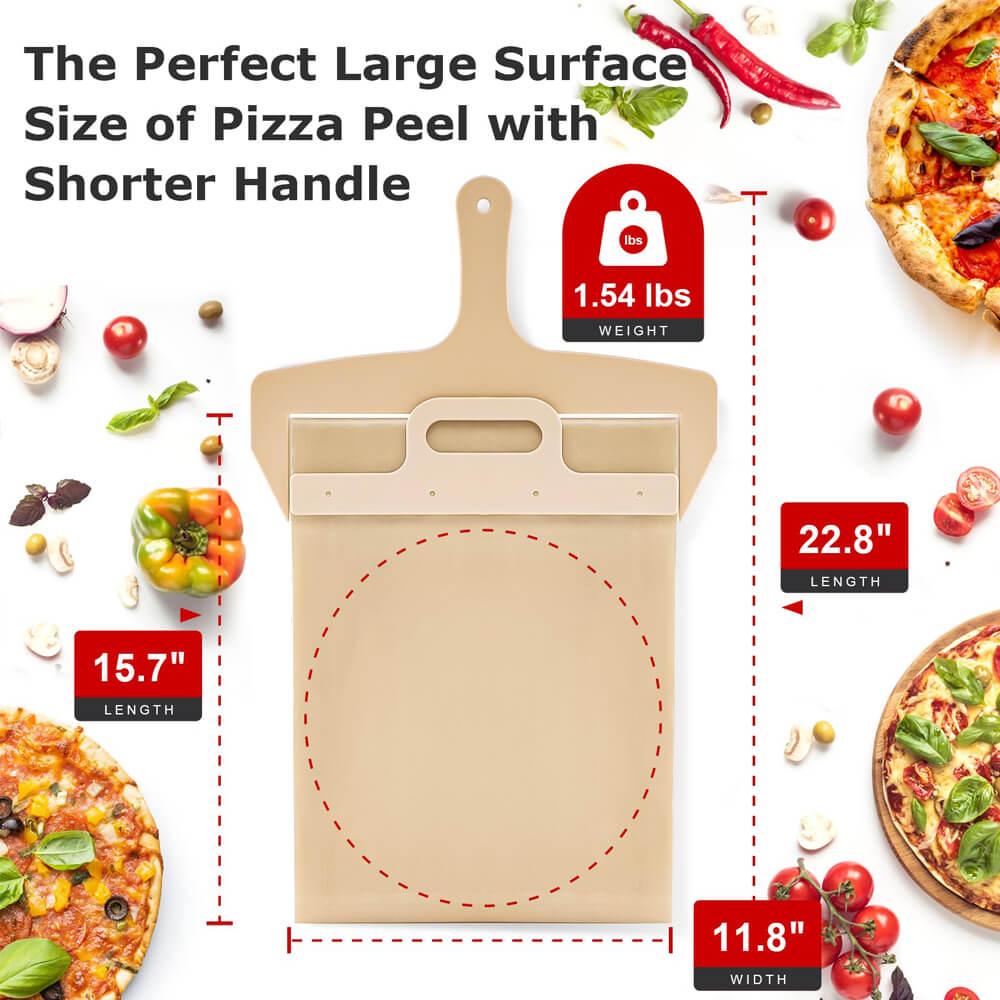 The Perfect Large Surface
Size of Pizza Peel with
Shorter Handle
lbs
1.54 lbs
WEIGHT
22.8"
LENGTH
15.7"
LENGTH
11.8"
WIDTH